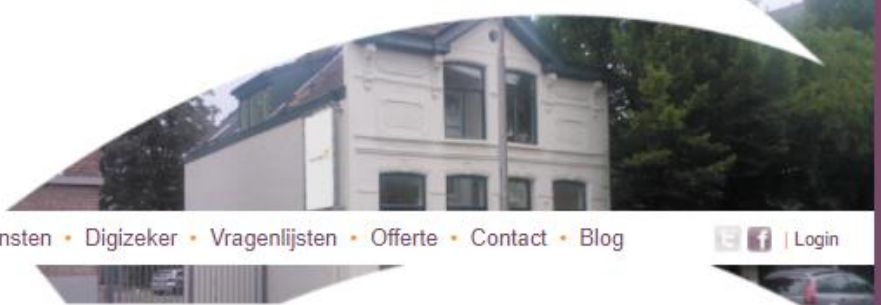 nsten • Digizeker • Vragenlijsten • Offerte • Contact • Blog | Login